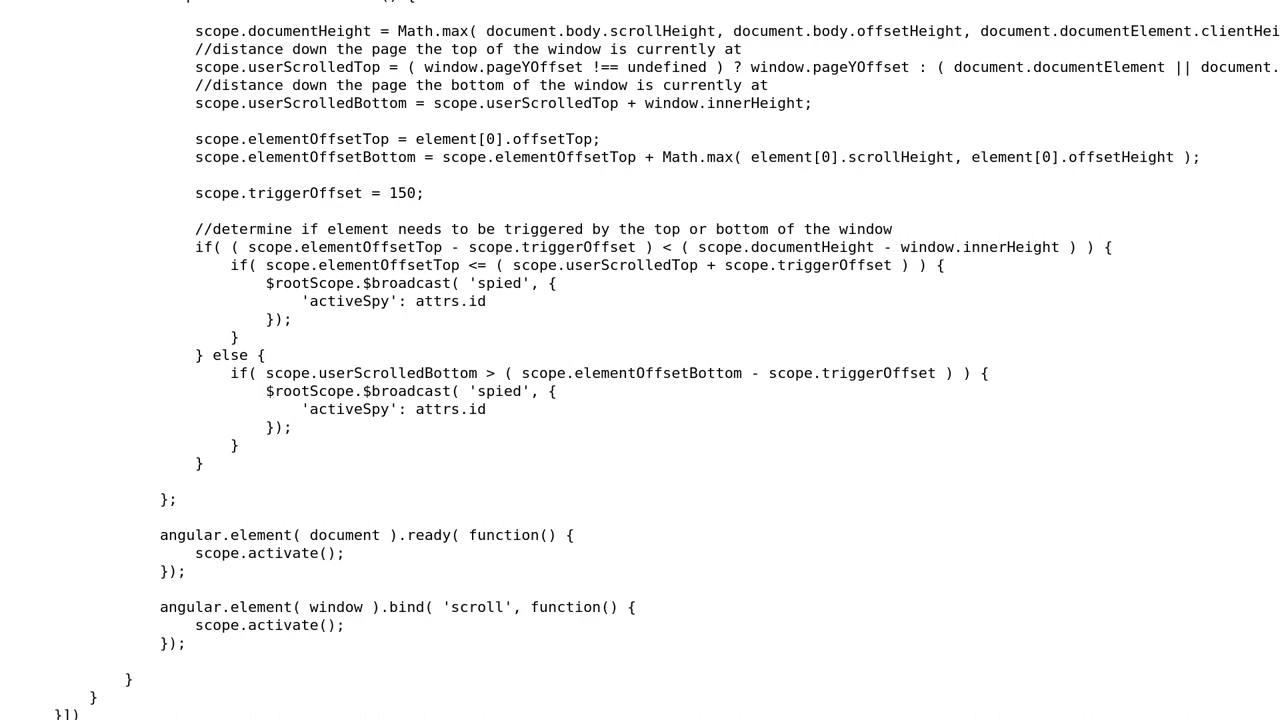 scope.documentHeight = Math.max( document.body.scrollHeight, document.body.offsetHeight, document.documentElement.clientHei
//distance down the page the top of the window is currently at
scope.userScrolledTop = ( window.pageYOffset !== undefined ) ? window.pageYOffset : ( document.documentElement || document.
//distance down the page the bottom of the window is currently at
scope.userScrolledBottom = scope.userScrolledTop + window.innerHeight;
scope.elementOffsetTop = element[0].offsetTop;
scope.elementOffsetBottom = scope.elementOffsetTop + Math.max( element[0].scrollHeight, element[0].offsetHeight );
scope.triggerOffset = 150;
//determine if element needs to be triggered by the top or bottom of the window
if( ( scope.elementOffsetTop - scope.triggerOffset ) < ( scope.documentHeight - window.innerHeight ) ) {
if( scope.elementOffsetTop <= ( scope.userScrolledTop + scope.triggerOffset ) ) {
$rootScope.$broadcast( 'spied', {
'activeSpy': attrs.id
});
}
} else {
if( scope.userScrolledBottom > ( scope.elementOffsetBottom - scope.triggerOffset ) ) {
$rootScope.$broadcast( 'spied', {
'activeSpy': attrs.id
});
}
}
};
angular.element( document ).ready( function() {
scope.activate();
});
angular.element( window ).bind( 'scroll', function() {
scope.activate();
});
}
}
}])